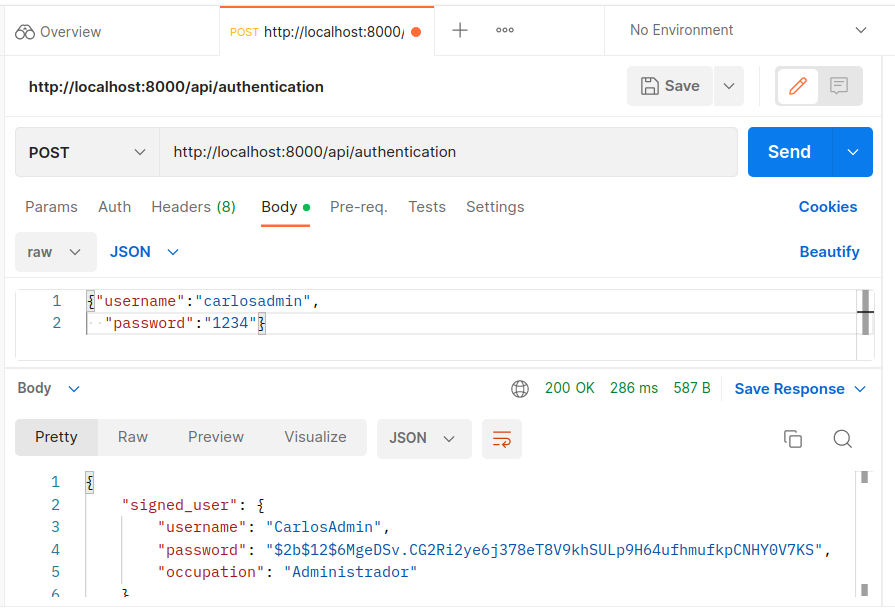 Overview
POST http://localhost:8000/
No Environment
http://localhost:8000/api/authentication
Save
POST
http://localhost:8000/api/authentication
Send
Params Auth Headers (8) Body Pre-req. Tests Settings Cookies
raw JSON Beautify
1 {"username":"carlosadmin",
2 "password":"1234"}
Body 200 OK 286 ms 587 B Save Response
Pretty Raw Preview Visualize JSON
1 {
2 "signed_user": {
3 "username": "CarlosAdmin",
4 "password": "$2b$12$6MgeDSv.CG2Ri2ye6j378eT8V9khSULp9H64ufhmufkpCNHY0V7KS",
5 "occupation": "Administrador"
6 }